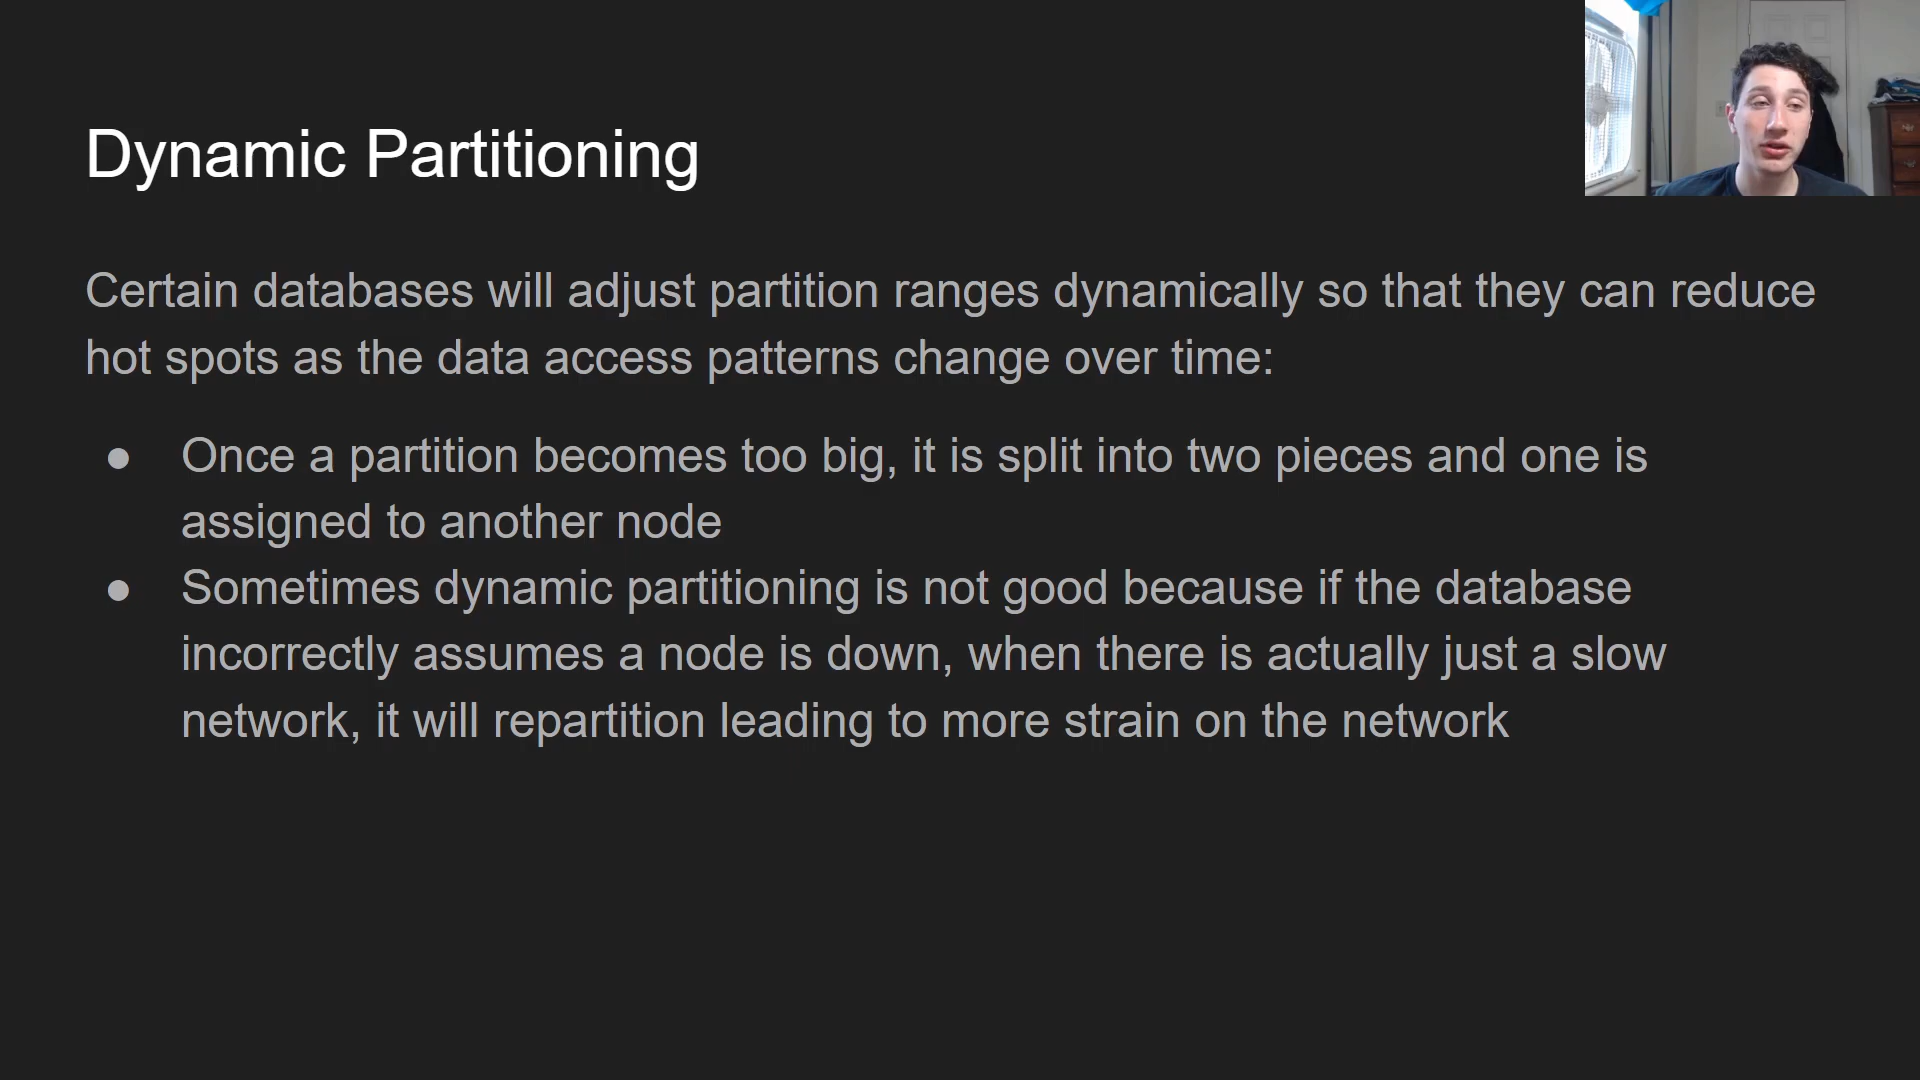 Dynamic Partitioning
Certain databases will adjust partition ranges dynamically so that they can reduce
hot spots as the data access patterns change over time:
● Once a partition becomes too big, it is split into two pieces and one is
assigned to another node
● Sometimes dynamic partitioning is not good because if the database
incorrectly assumes a node is down, when there is actually just a slow
network, it will repartition leading to more strain on the network